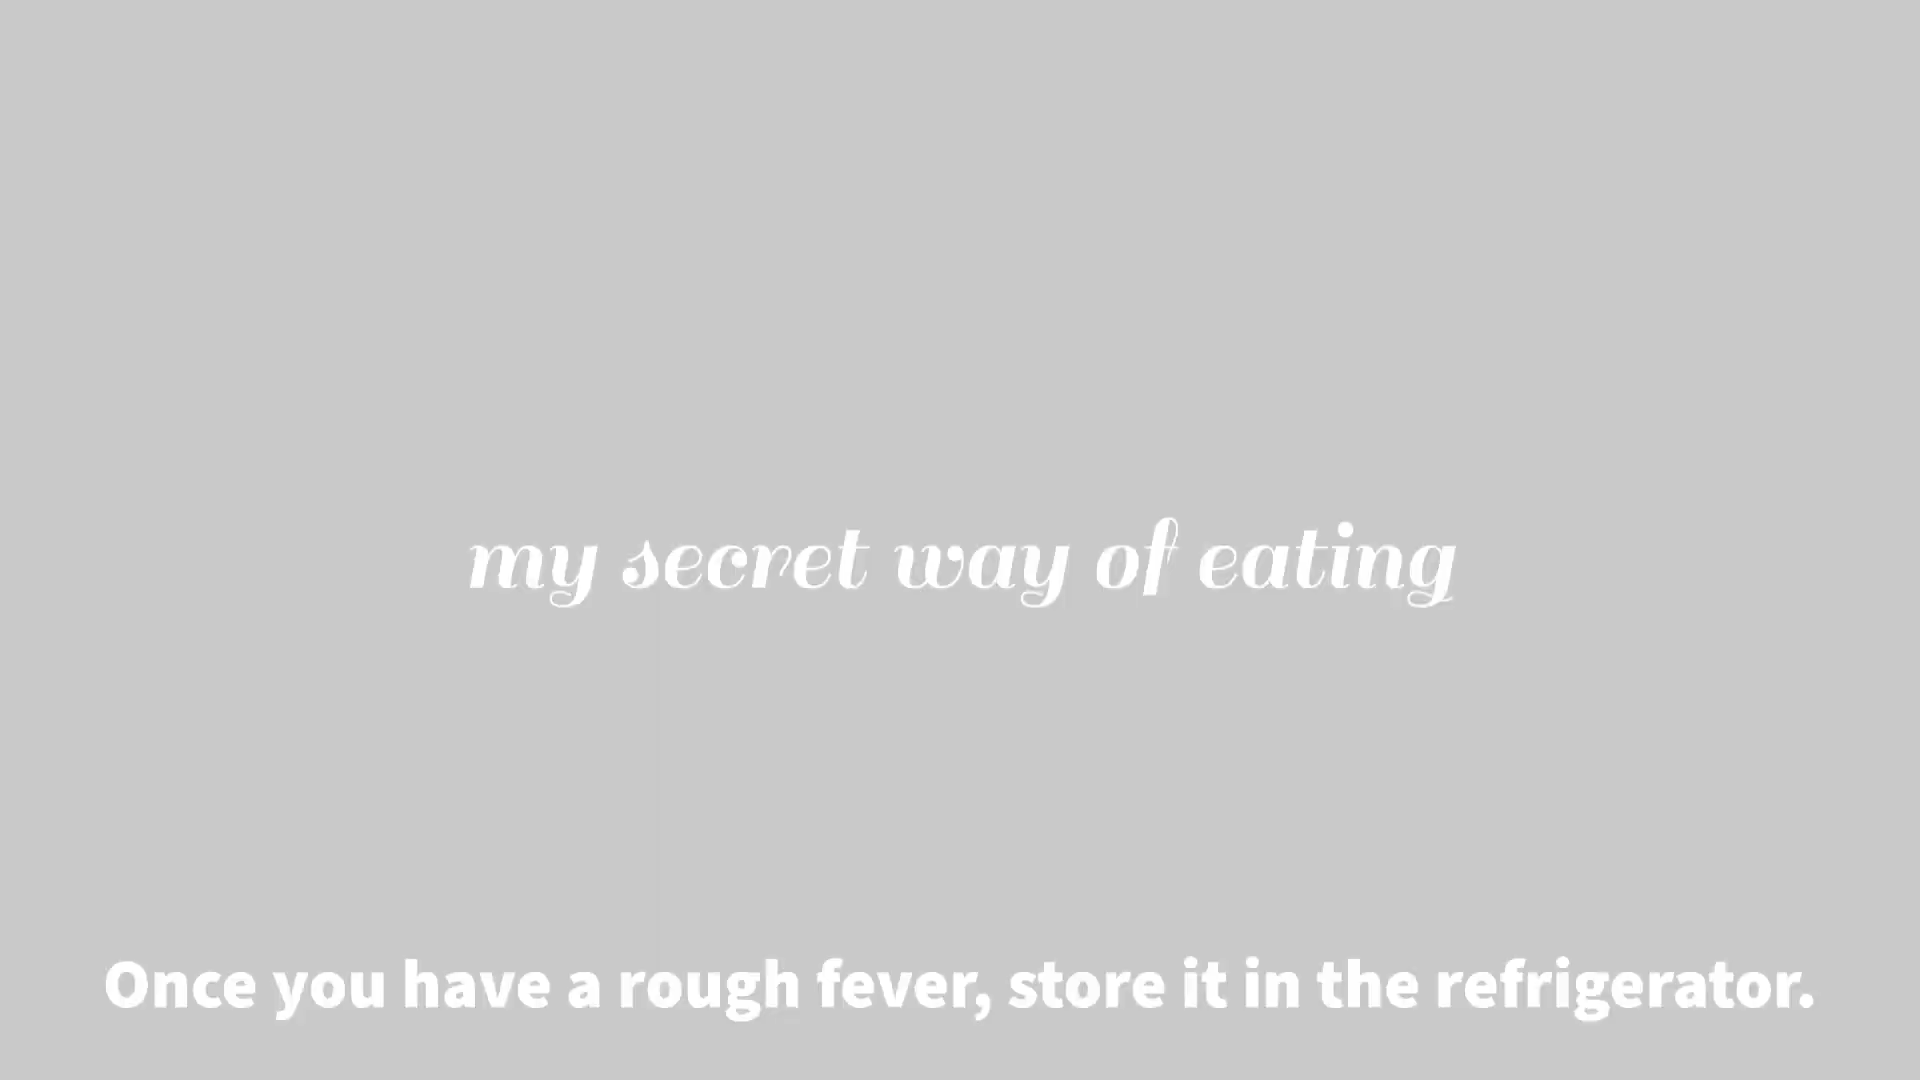 my secret way of eating
Once you have a rough fever, store it in the refrigerator.